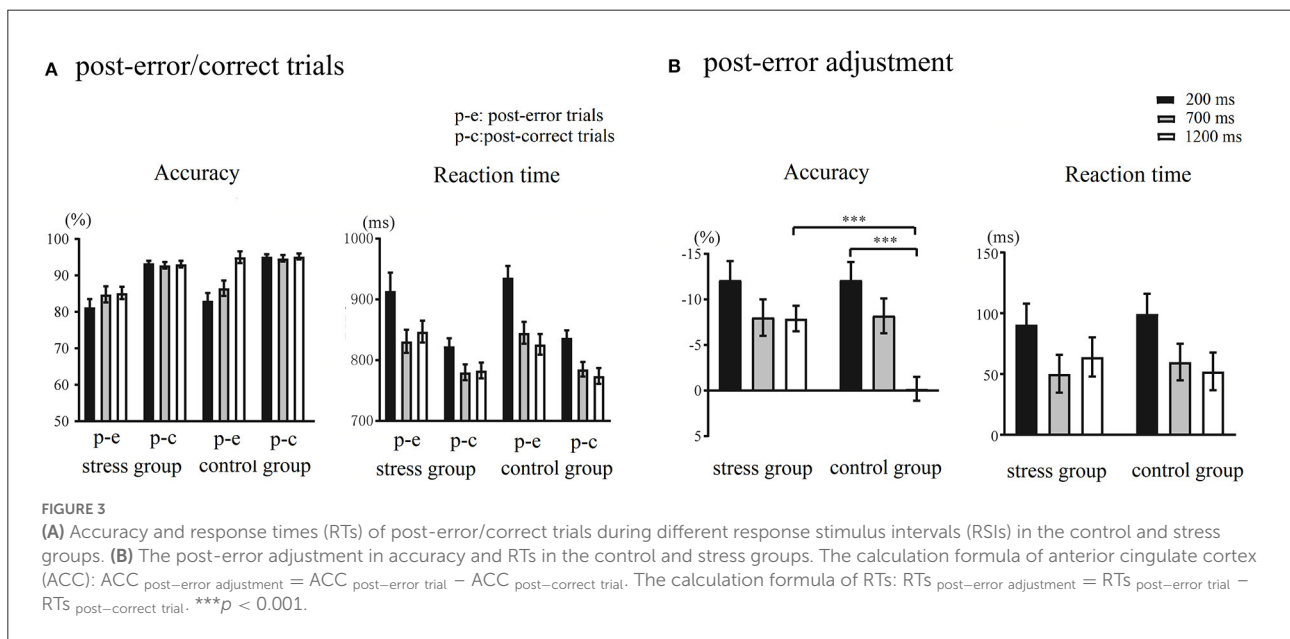 A post-error/correct trials
p-e: post-error trials
p-c:post-correct trials
Accuracy
(%)
100
90
80
70
60
50
p-e p-c p-e p-c
stress group control group
Reaction time
(ms)
1000
900
800
700
p-e p-c p-e p-c
stress group control group
B post-error adjustment
200 ms
700 ms
1200 ms
Accuracy
(%)
***
***
-15
-10
-5
0
5
stress group control group
Reaction time
(ms)
150
100
50
0
stress group control group
FIGURE 3
(A) Accuracy and response times (RTs) of post-error/correct trials during different response stimulus intervals (RSIs) in the control and stress
groups. (B) The post-error adjustment in accuracy and RTs in the control and stress groups. The calculation formula of anterior cingulate cortex
(ACC): ACC post−error adjustment = ACC post−error trial − ACC post−correct trial. The calculation formula of RTs: RTs post−error adjustment = RTs post−error trial −
RTs post−correct trial. ***p < 0.001.